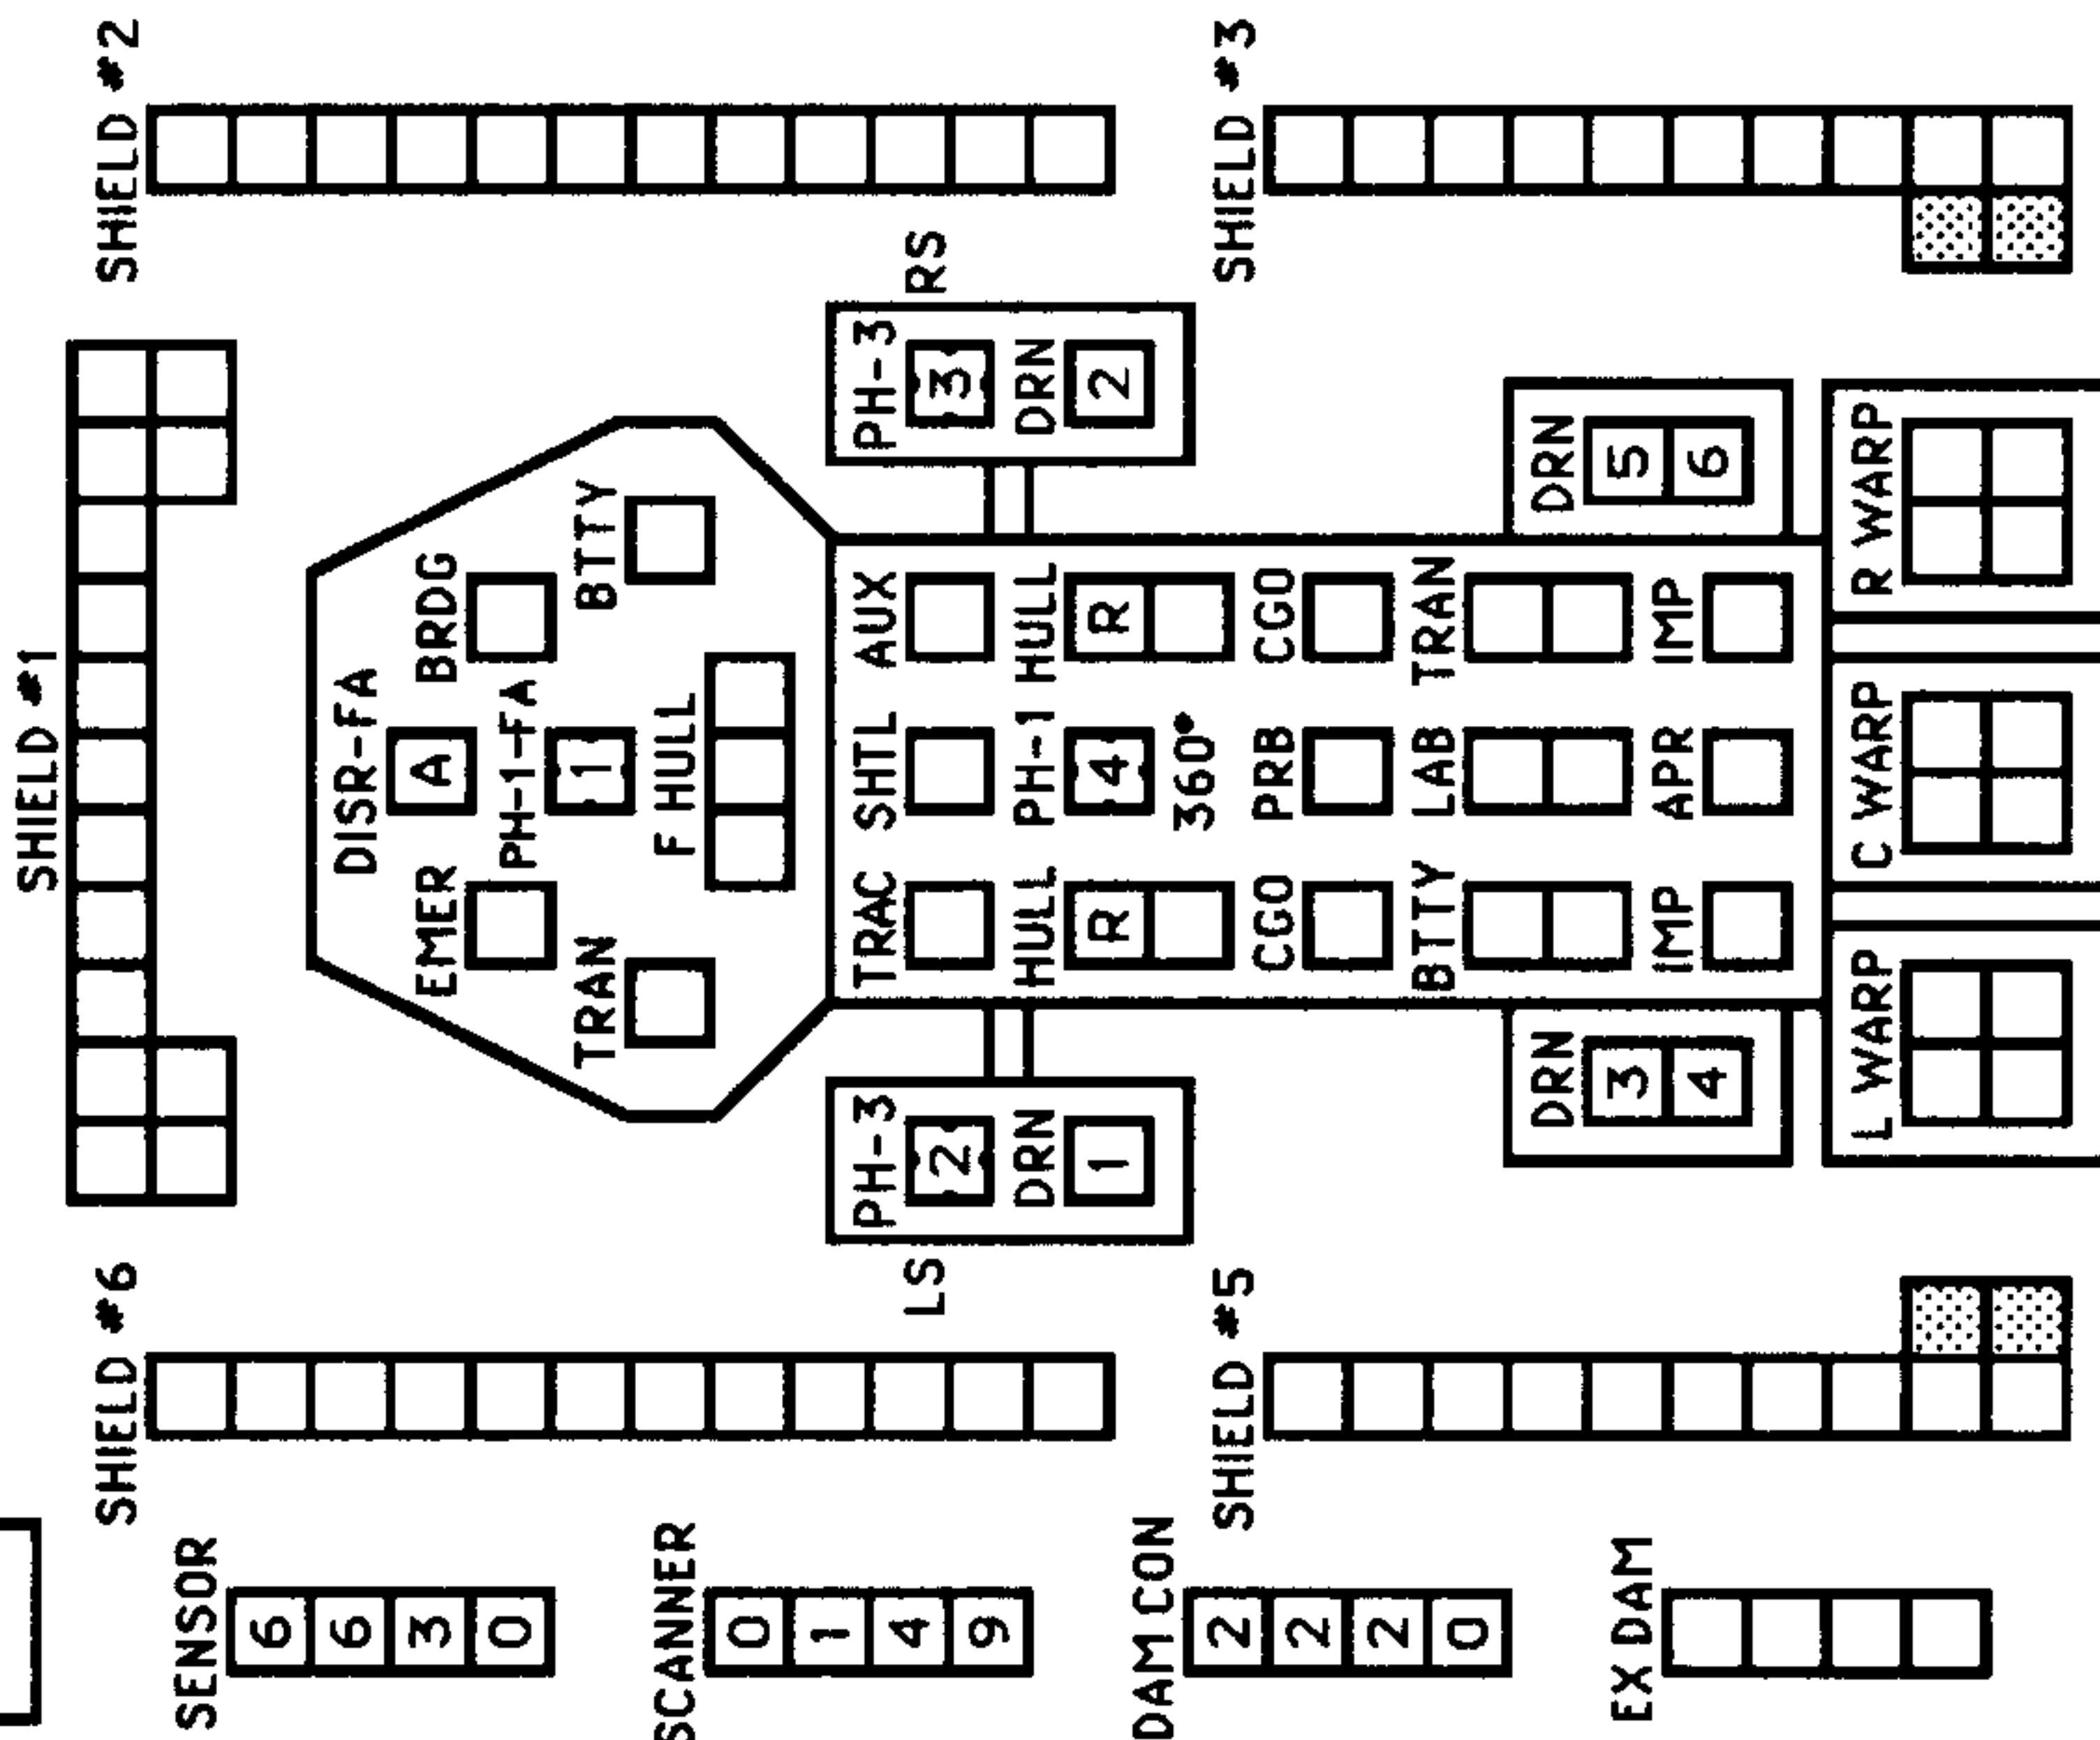 SHIELD #1
SHIELD #6
SHIELD #2
DISR-FA
A
EMER
BRDG
PH-1-FA
1
TRAN
BTTY
F HULL
SENSOR
6
6
3
0
LS
PH-3
2
DRN
1
TRAC
SHTL
AUX
PH-3
3
DRN
2
RS
HULL
R
PH-1
4
360°
HULL
R
SCANNER
0
1
4
9
CGO
PRB
CGO
SHIELD #5
SHIELD #3
BTTY
LAB
TRAN
DAM CON
2
2
2
0
DRN
3
4
DRN
5
6
IMP
APR
IMP
EX DAM
L WARP
C WARP
R WARP